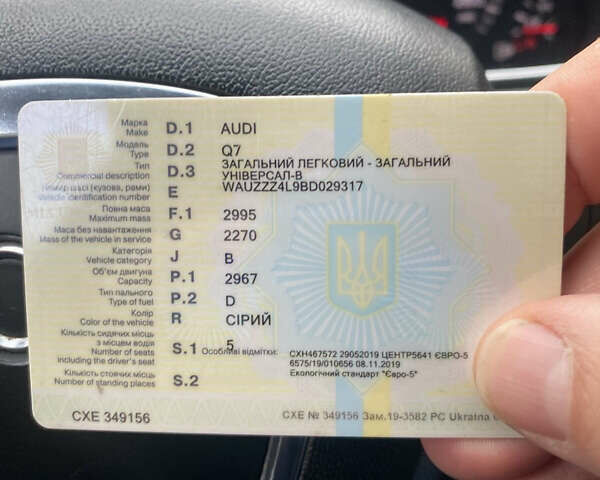 Марка
Make D.1 AUDI
Модель
Type D.2 Q7
Тип
Commercial description D.3 ЗАГАЛЬНИЙ ЛЕГКОВИЙ - ЗАГАЛЬНИЙ
УНІВЕРСАЛ-В
Номер шасі (кузова, рами)
Vehicle identification number E WAUZZZ4L9BD029317
Повна маса
Maximum mass F.1 2995
Маса без навантаження
Mass of the vehicle in service G 2270
Категорія
Vehicle category J B
Об'єм двигуна
Capacity P.1 2967
Тип пального
Type of fuel P.2 D
Колір
Color of the vehicle R СІРИЙ
Кількість сидячих місць
з місцем водія
Number of seats
including the driver's seat S.1 5
Особливі відмітки: CXH467572 29052019 ЦЕНТР5641 ЄВРО-5
6575/19/010656 08.11.2019
Екологічний стандарт "Євро-5"
Кількість стоячих місць
Number of standing places S.2
CXE 349156
CXE № 349156 Зам.19-3582 PC Ukraina